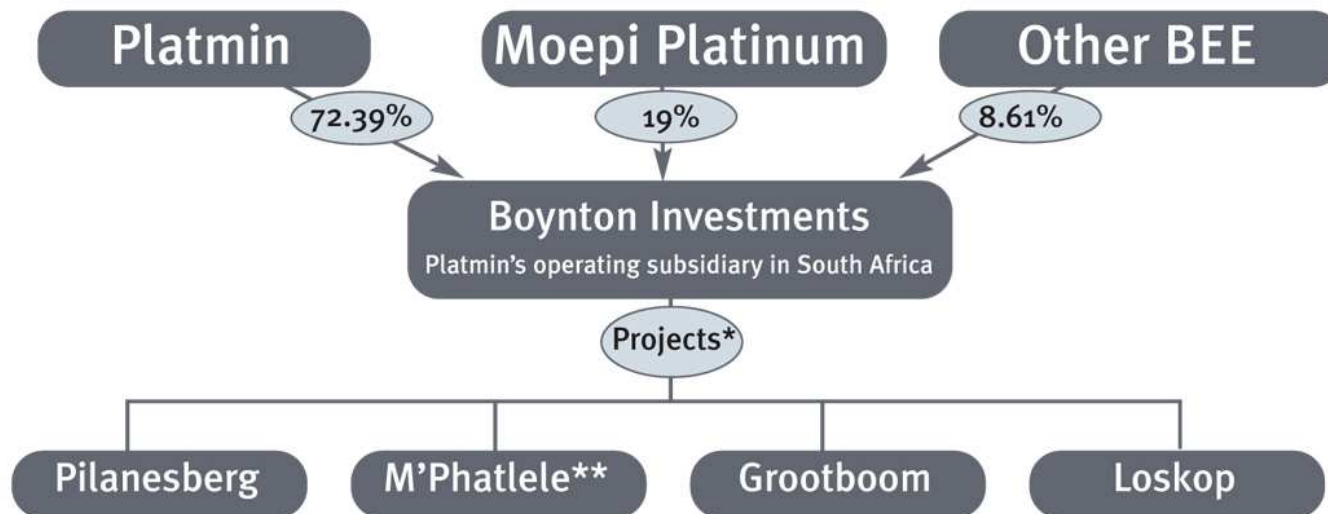 Platmin
Moepi Platinum
Other BEE
72.39%
19%
8.61%
Boynton Investments
Platmin's operating subsidiary in South Africa
Projects*
Pilanesberg
M'Phatlele**
Grootboom
Loskop